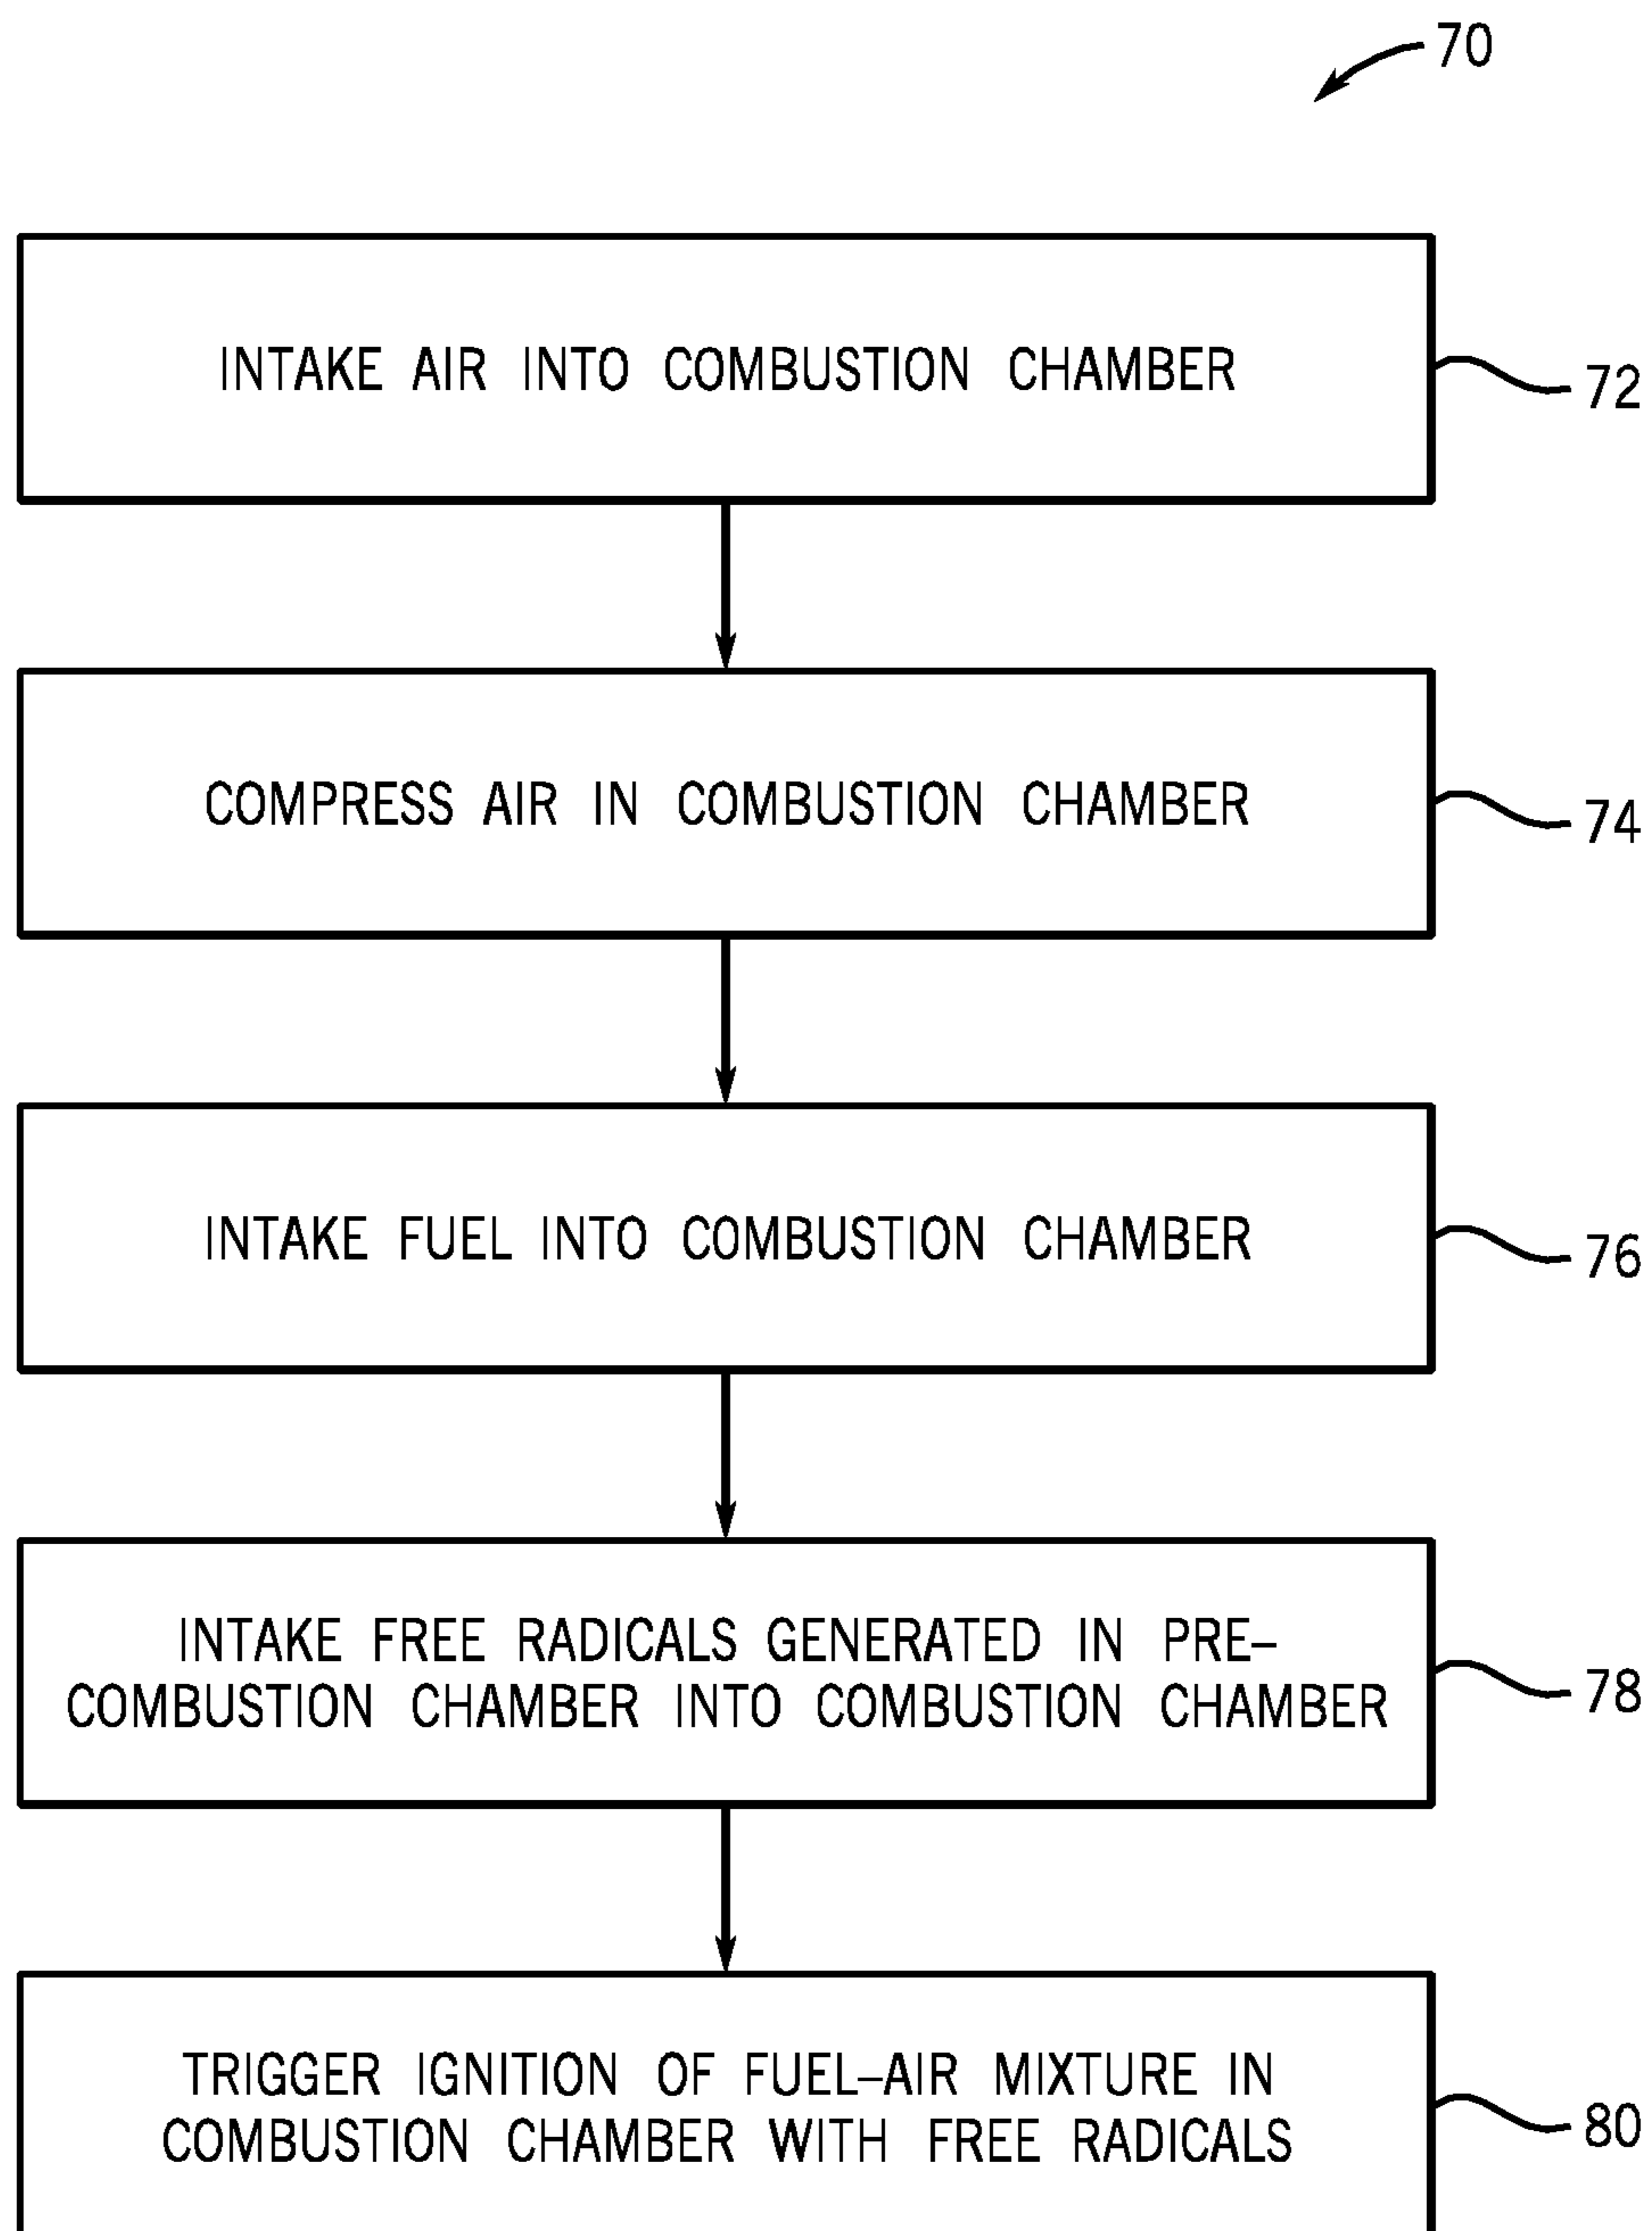 70
INTAKE AIR INTO COMBUSTION CHAMBER
72
COMPRESS AIR IN COMBUSTION CHAMBER
74
INTAKE FUEL INTO COMBUSTION CHAMBER
76
INTAKE FREE RADICALS GENERATED IN PRE–
COMBUSTION CHAMBER INTO COMBUSTION CHAMBER
78
TRIGGER IGNITION OF FUEL–AIR MIXTURE IN
COMBUSTION CHAMBER WITH FREE RADICALS
80